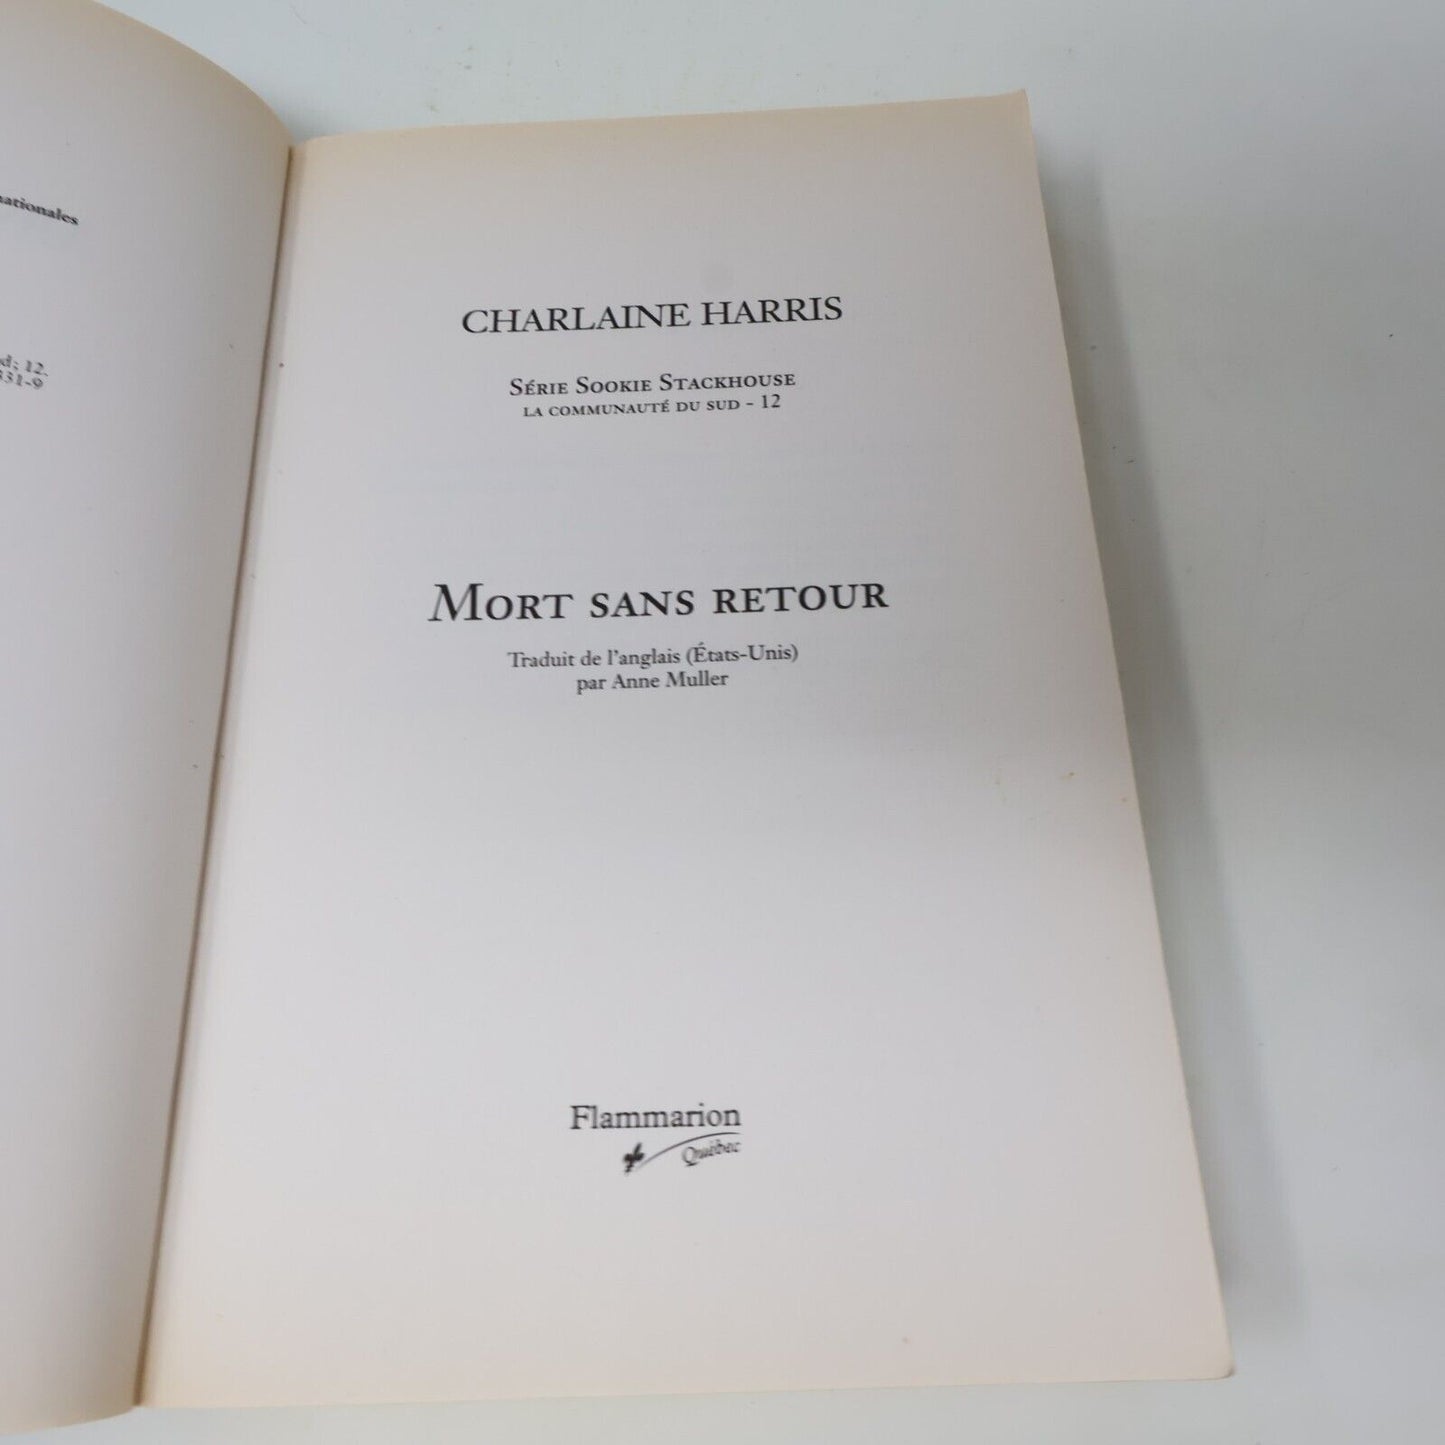 nationales
d; 12.
331-9
CHARLAINE HARRIS
SÉRIE SOOKIE STACKHOUSE
LA COMMUNAUTÉ DU SUD - 12
MORT SANS RETOUR
Traduit de l'anglais (États-Unis)
par Anne Muller
Flammarion
Québec